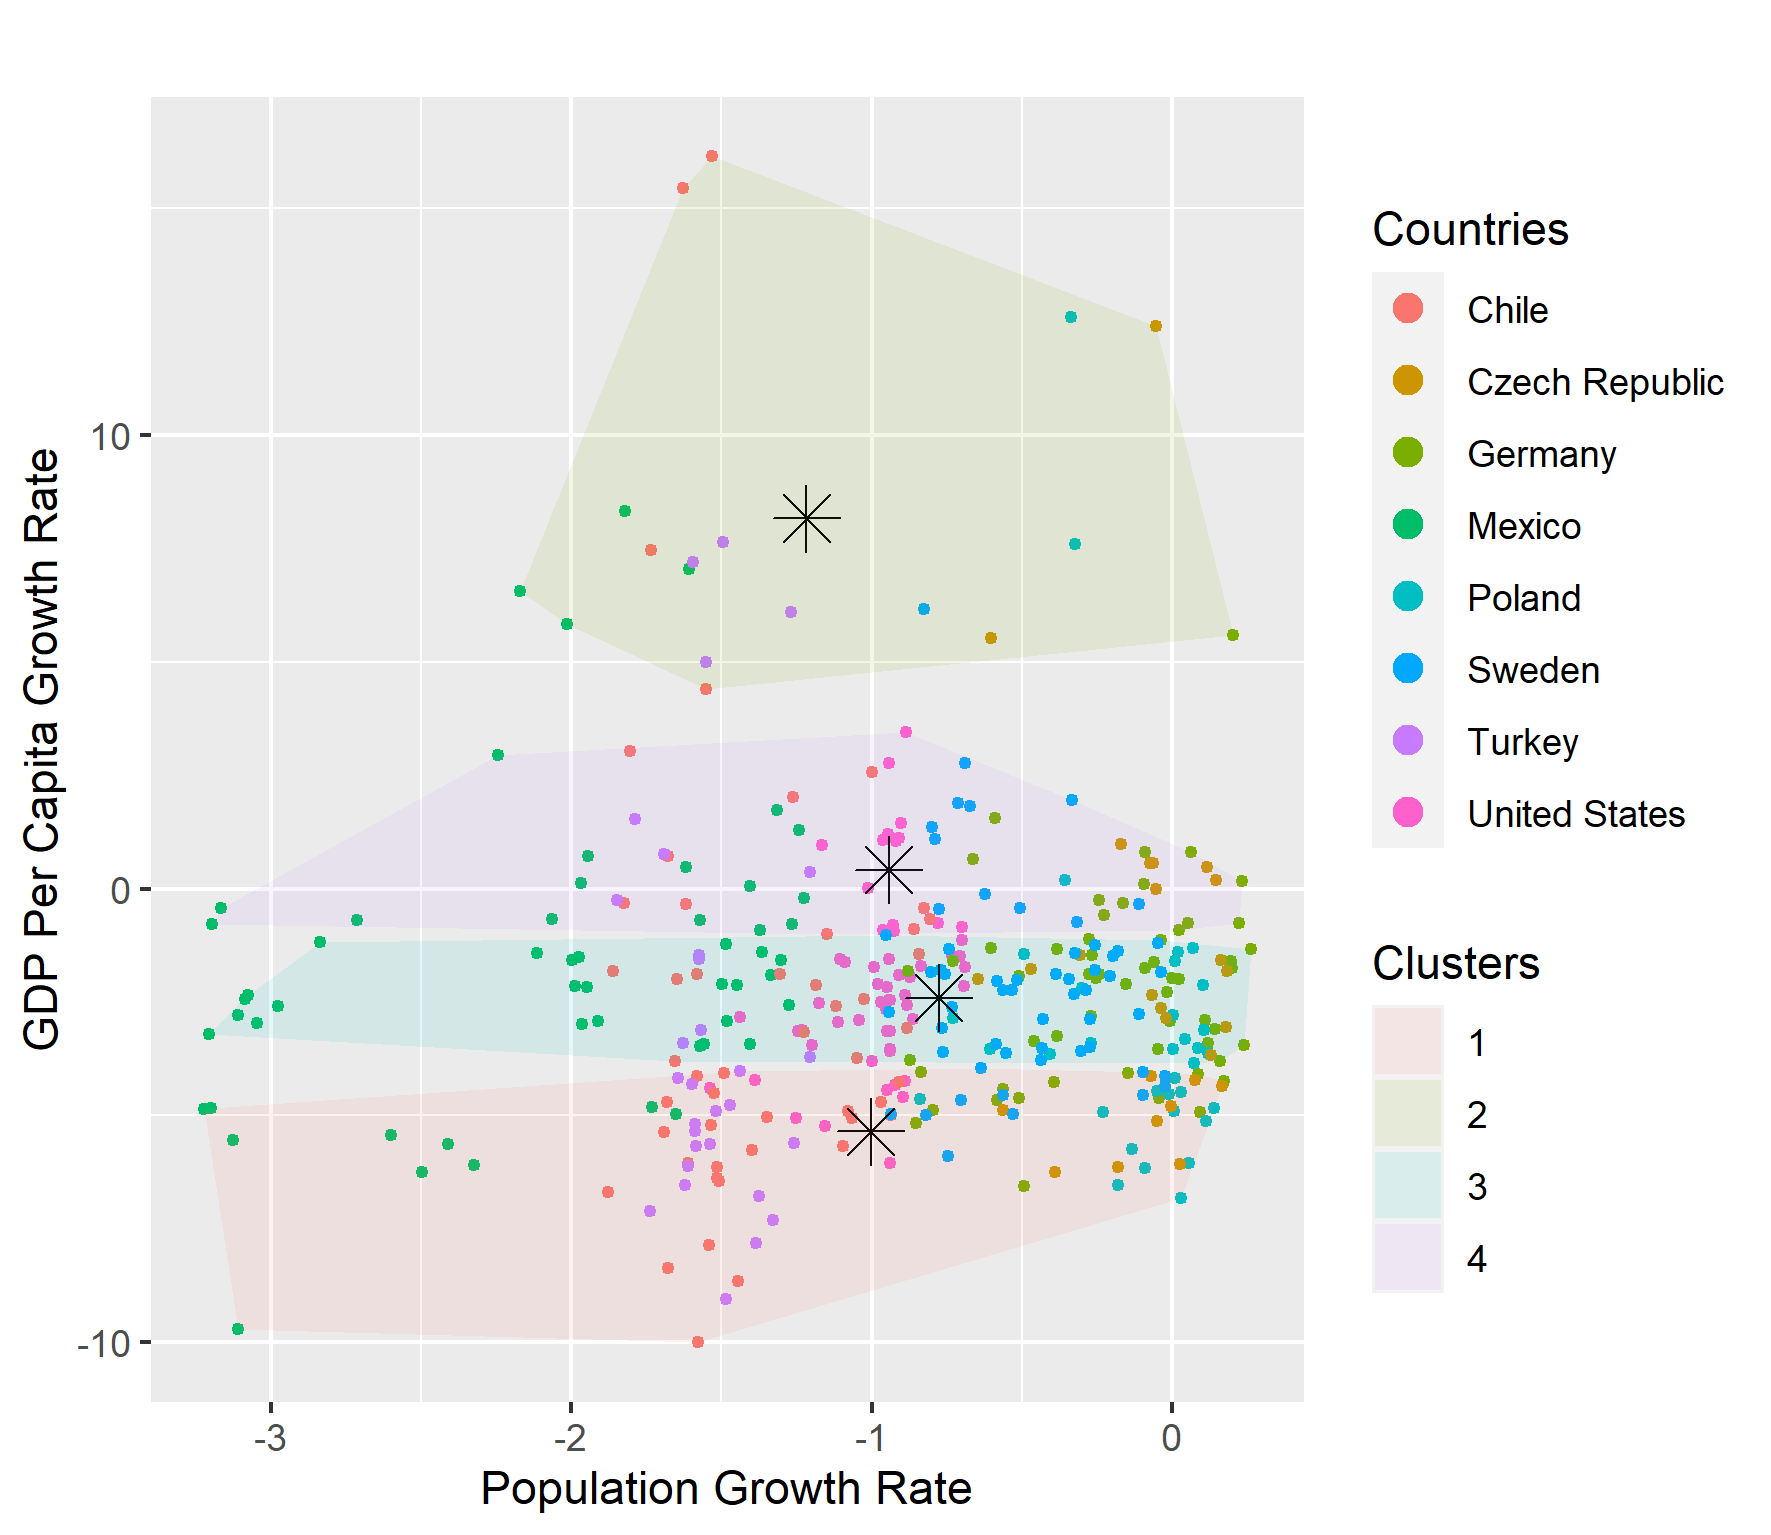 GDP Per Capita Growth Rate
10
0
-10
-3
-2
-1
0
Population Growth Rate
Countries
Chile
Czech Republic
Germany
Mexico
Poland
Sweden
Turkey
United States
Clusters
1
2
3
4